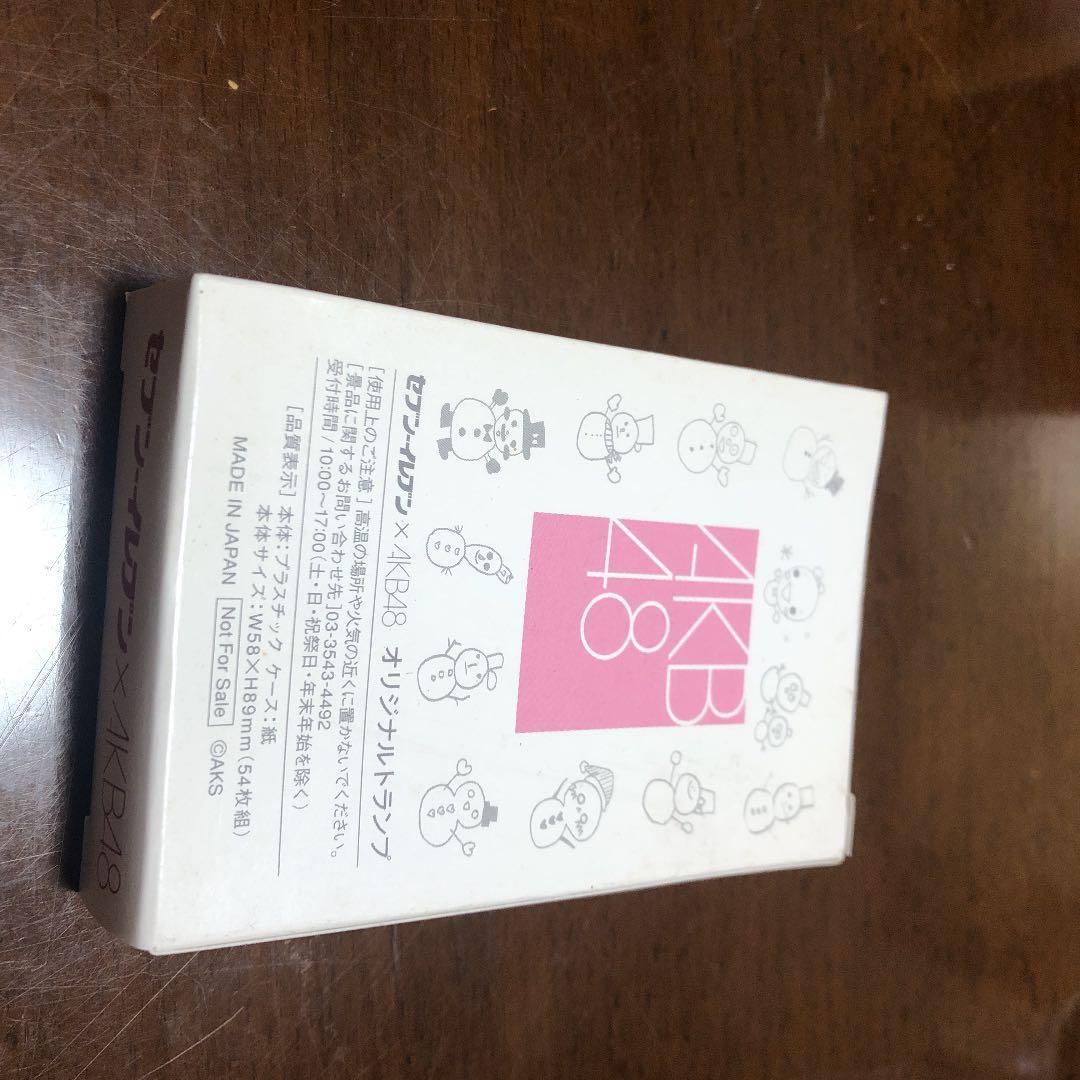 AKB
48
セブン-イレブン×AKB48 オリジナルトランプ
[使用上のご注意]高温の場所や火気の近くに置かないでください。
[景品に関するお問い合わせ先]03-3543-4492
受付時間/10:00〜17:00(土・日・祝祭日・年末年始を除く)
[品質表示]本体:プラスチック ケース:紙
本体サイズ:W58×H89mm(54枚組)
MADE IN JAPAN Not For Sale ©AKS
セブン-イレブン×AKB48